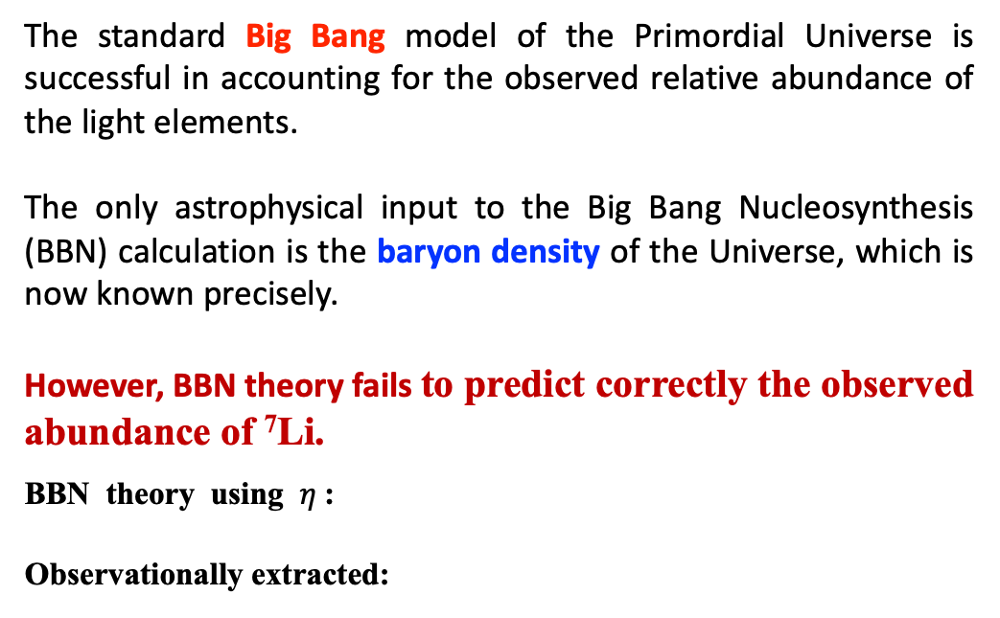 The standard Big Bang model of the Primordial Universe is
successful in accounting for the observed relative abundance of
the light elements.
The only astrophysical input to the Big Bang Nucleosynthesis
(BBN) calculation is the baryon density of the Universe, which is
now known precisely.
However, BBN theory fails to predict correctly the observed
abundance of ⁷Li.
BBN theory using η :
Observationally extracted: